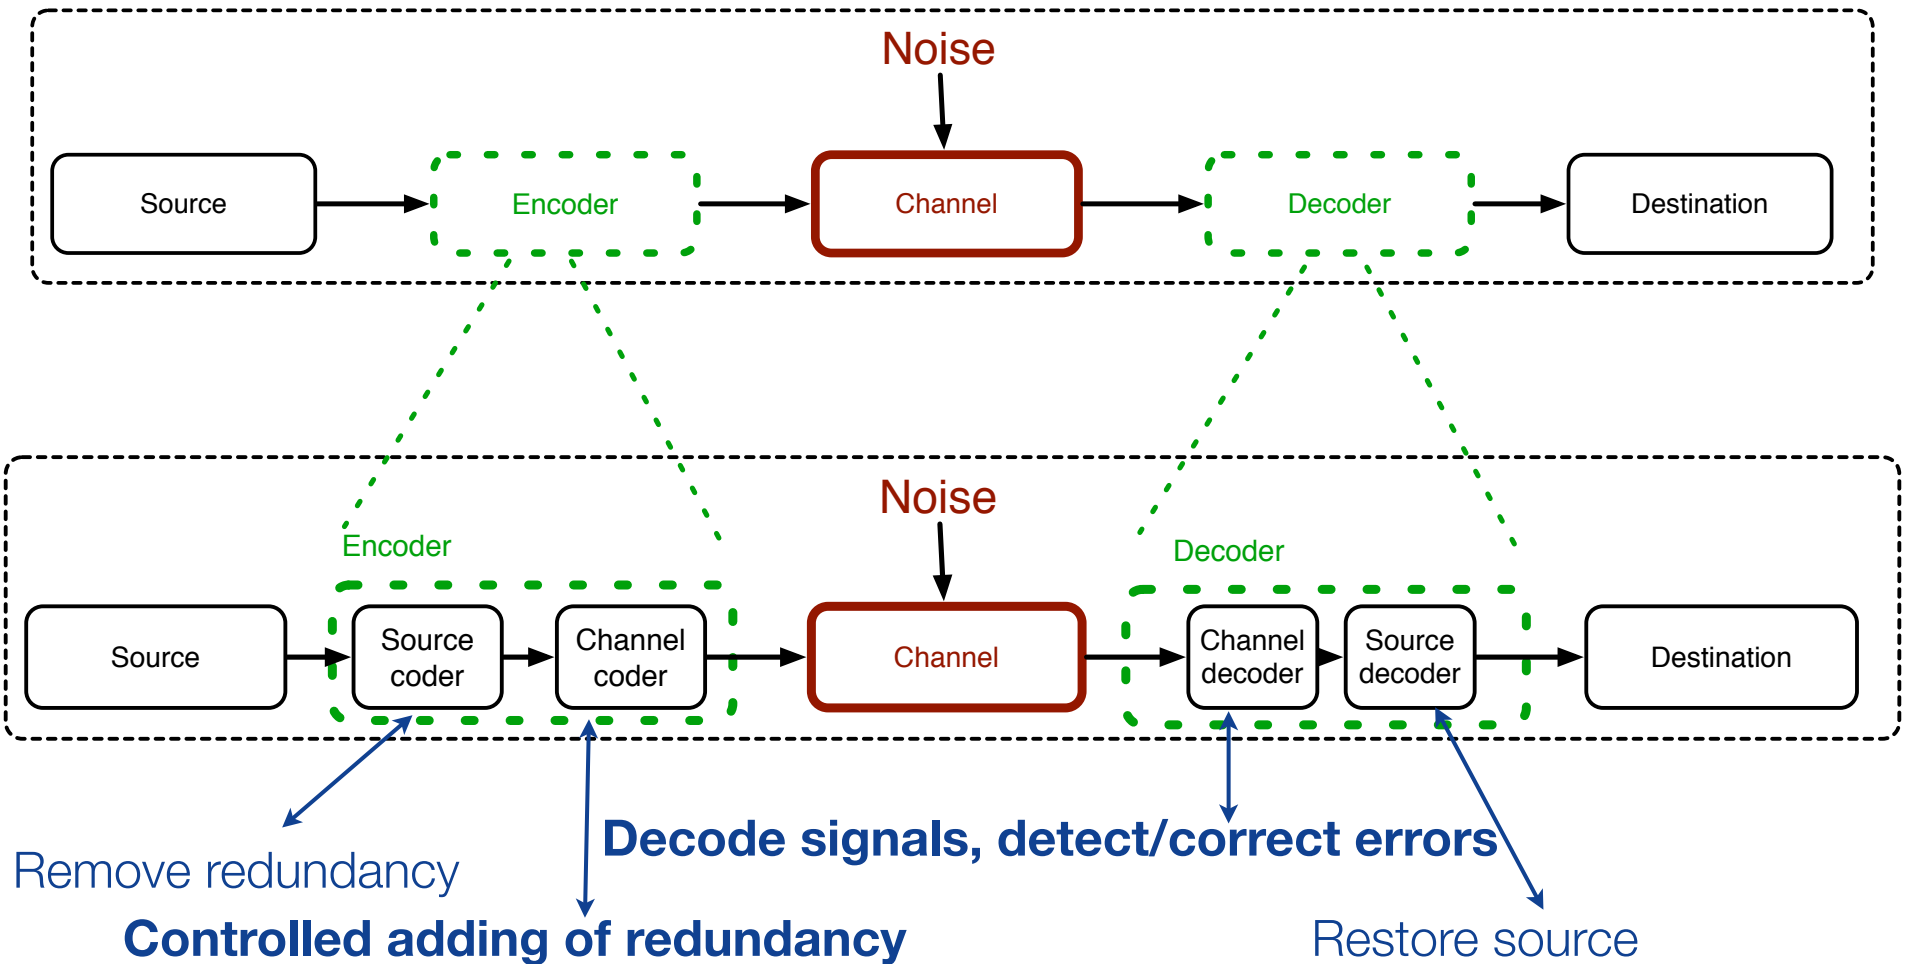 Noise
Source
Encoder
Channel
Decoder
Destination
Noise
Encoder
Decoder
Source
Source
coder
Channel
coder
Channel
Channel
decoder
Source
decoder
Destination
Decode signals, detect/correct errors
Remove redundancy
Controlled adding of redundancy
Restore source